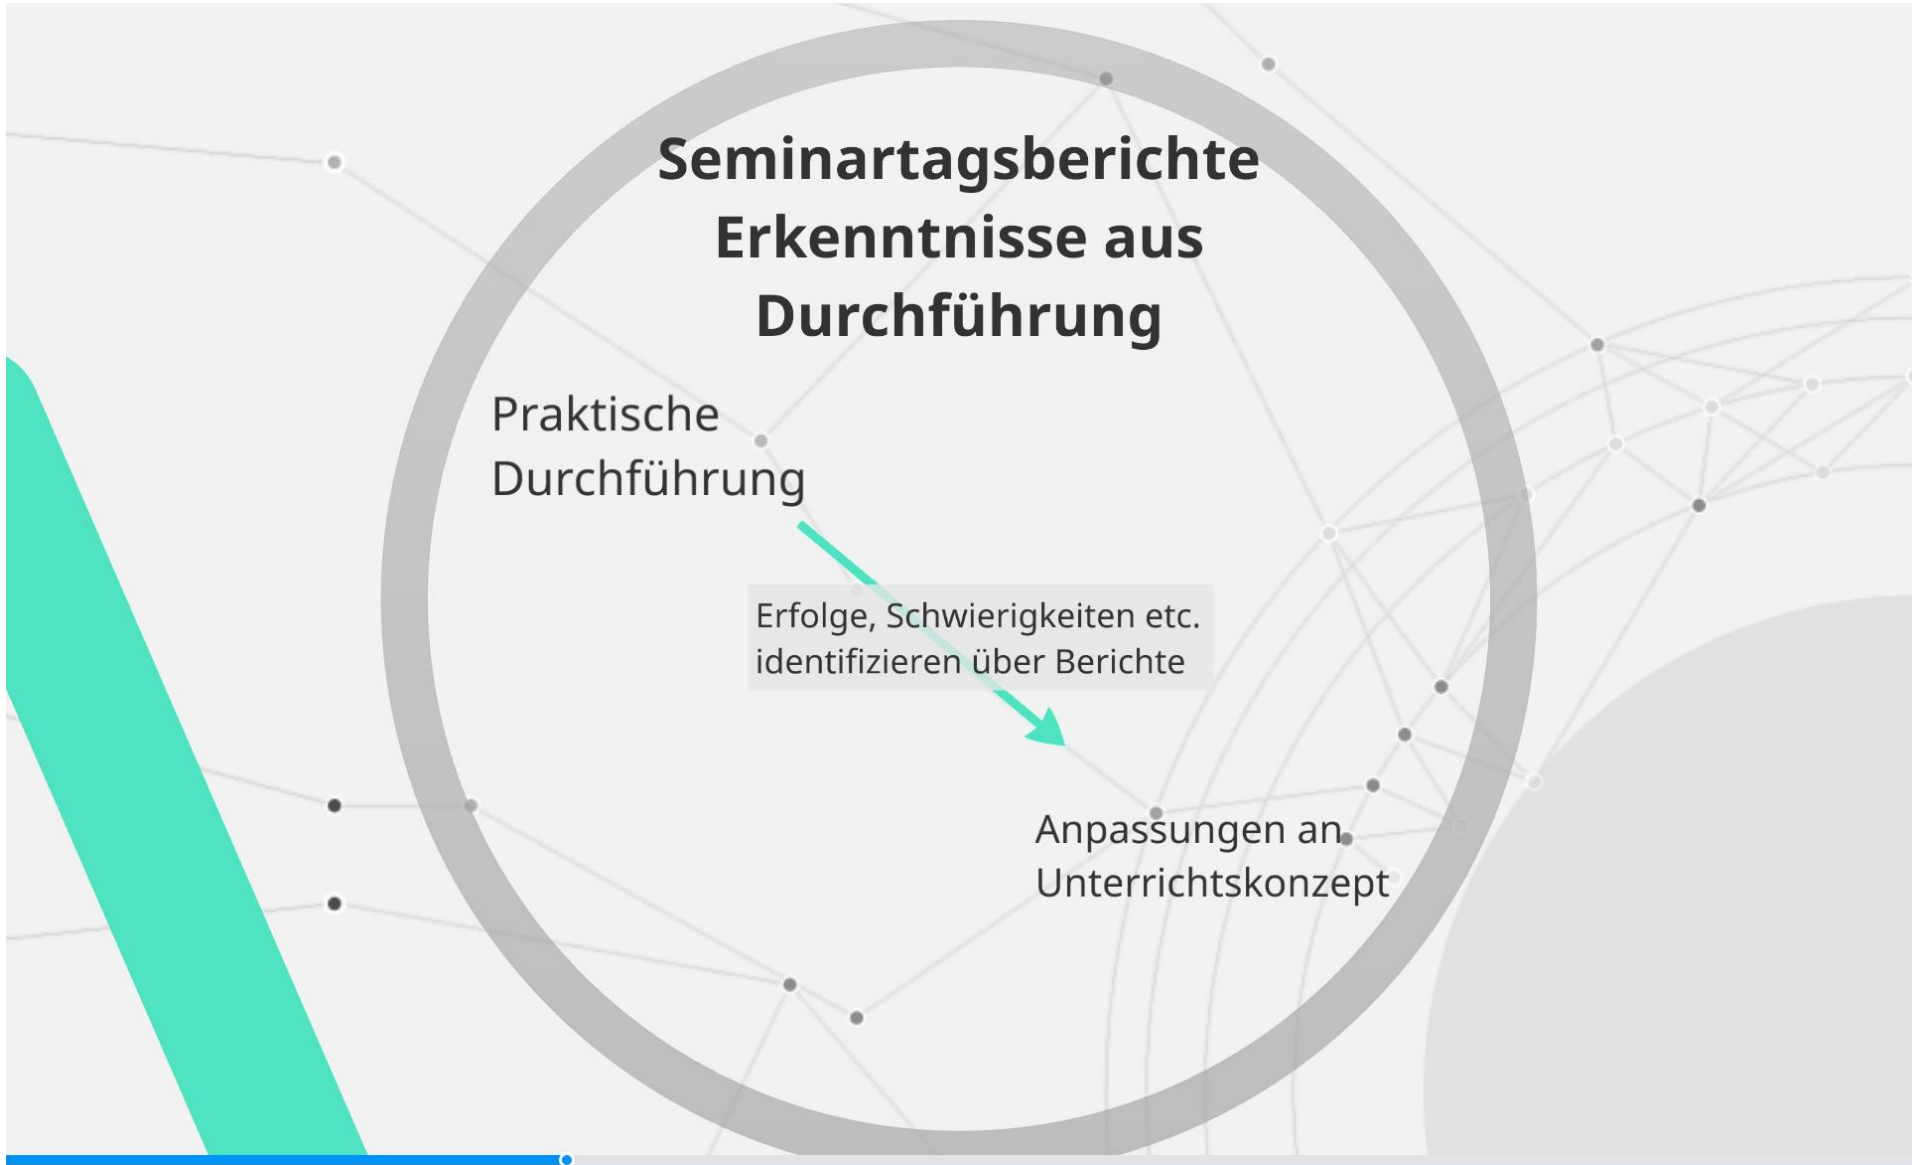 Seminartagsberichte
Erkenntnisse aus
Durchführung
Praktische
Durchführung
Erfolge, Schwierigkeiten etc.
identifizieren über Berichte
Anpassungen an
Unterrichtskonzept